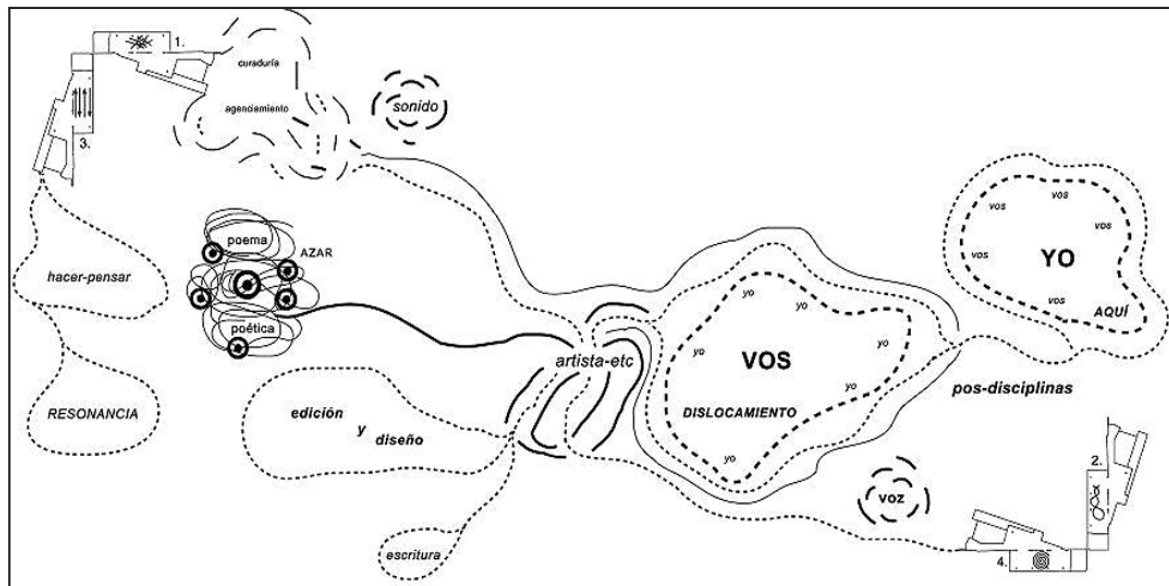 1.
curaduría
agenciamiento
3.
sonido
poema
AZAR
poética
hacer-pensar
RESONANCIA
edición
y
diseño
escritura
artista-etc
yo
yo
yo
yo
yo
yo
VOS
DISLOCAMIENTO
vos
vos
vos
vos
vos
YO
AQUÍ
pos-disciplinas
voz
2.
4.